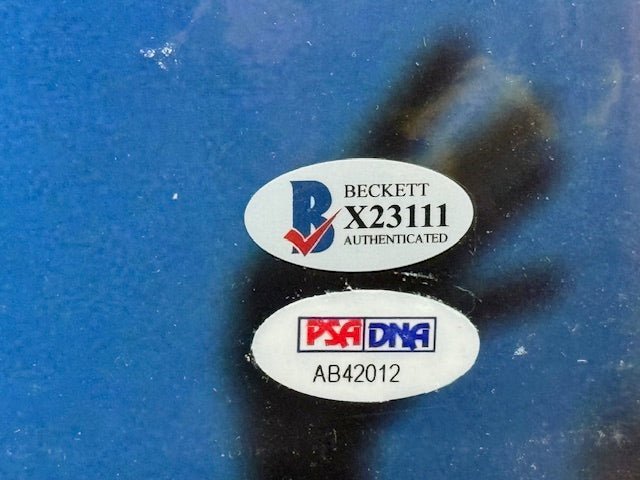 BECKETT
X23111
AUTHENTICATED
PSA DNA
AB42012